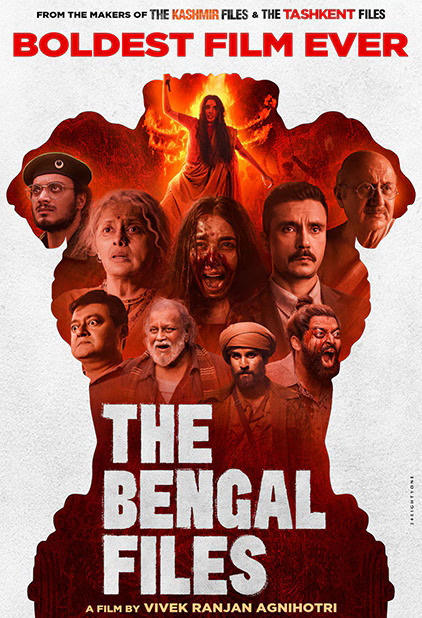 FROM THE MAKERS OF THE KASHMIR FILES & THE TASHKENT FILES
BOLDEST FILM EVER
THE
BENGAL
FILES
A FILM BY VIVEK RANJAN AGNIHOTRI